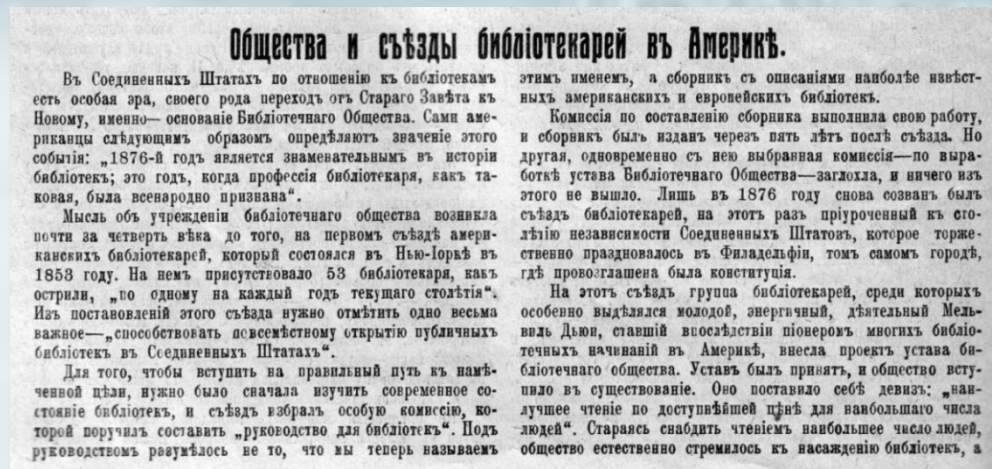 Общества и съѣзды библіотекарей въ Америкѣ.
Въ Соединенныхъ Штатахъ по отношенію къ библіотекамъ
есть особая эра, своего рода переходъ отъ Стараго Завѣта къ
Новому, именно— основаніе Библіотечнаго Общества. Сами аме-
риканцы слѣдующимъ образомъ опредѣляютъ значеніе этого
событія: „1876-й годъ является знаменательнымъ въ исторіи
библіотекъ; это годъ, когда профессія библіотекаря, какъ та-
ковая, была всенародно признана“.
Мысль объ учрежденіи библіотечнаго общества возникла
почти за четверть вѣка до того, на первомъ съѣздѣ амери-
канскихъ библіотекарей, который состоялся въ Нью-Іоркѣ въ
1853 году. На немъ присутствовало 53 библіотекаря, какъ
острили, „по одному на каждый годъ текущаго столѣтія“.
Изъ постановленій этого съѣзда нужно отмѣтить одно весьма
важное—„способствовать повсемѣстному открытію публичныхъ
библіотекъ въ Соединенныхъ Штатахъ“.
Для того, чтобы вступить на правильный путь къ намѣ-
ченной цѣли, нужно было сначала изучить современное со-
стояніе библіотекъ, и съѣздъ избралъ особую комиссію, ко-
торой поручилъ составить „руководство для библіотекъ“. Подъ
руководствомъ разумѣлось не то, что мы теперь называемъ
этимъ именемъ, а сборникъ съ описаніями наиболѣе извѣст-
ныхъ американскихъ и европейскихъ библіотекъ.
Комиссія по составленію сборника выполнила свою работу,
и сборникъ былъ изданъ черезъ пять лѣтъ послѣ съѣзда. Но
другая, одновременно съ нею выбранная комиссія—по выра-
боткѣ устава Библіотечнаго Общества—заглохла, и ничего изъ
этого не вышло. Лишь въ 1876 году снова созванъ былъ
съѣздъ библіотекарей, на этотъ разъ пріуроченный къ сто-
лѣтію независимости Соединенныхъ Штатовъ, которое торже-
ственно праздновалось въ Филадельфіи, томъ самомъ городѣ,
гдѣ провозглашена была конституція.
На этотъ съѣздъ группа библіотекарей, среди которыхъ
особенно выдѣлялся молодой, энергичный, дѣятельный Мель-
виль Дьюи, ставшій впослѣдствіи піонеромъ многихъ библіо-
течныхъ начинаній въ Америкѣ, внесла проектъ устава би-
бліотечнаго общества. Уставъ былъ принятъ, и общество всту-
пило въ существованіе. Оно поставило себѣ девизъ: „наи-
лучшее чтеніе по доступнѣйшей цѣнѣ для наибольшаго числа
людей“. Стараясь снабдить чтеніемъ наибольшее число людей,
общество естественно стремилось къ насажденію библіотекъ, а